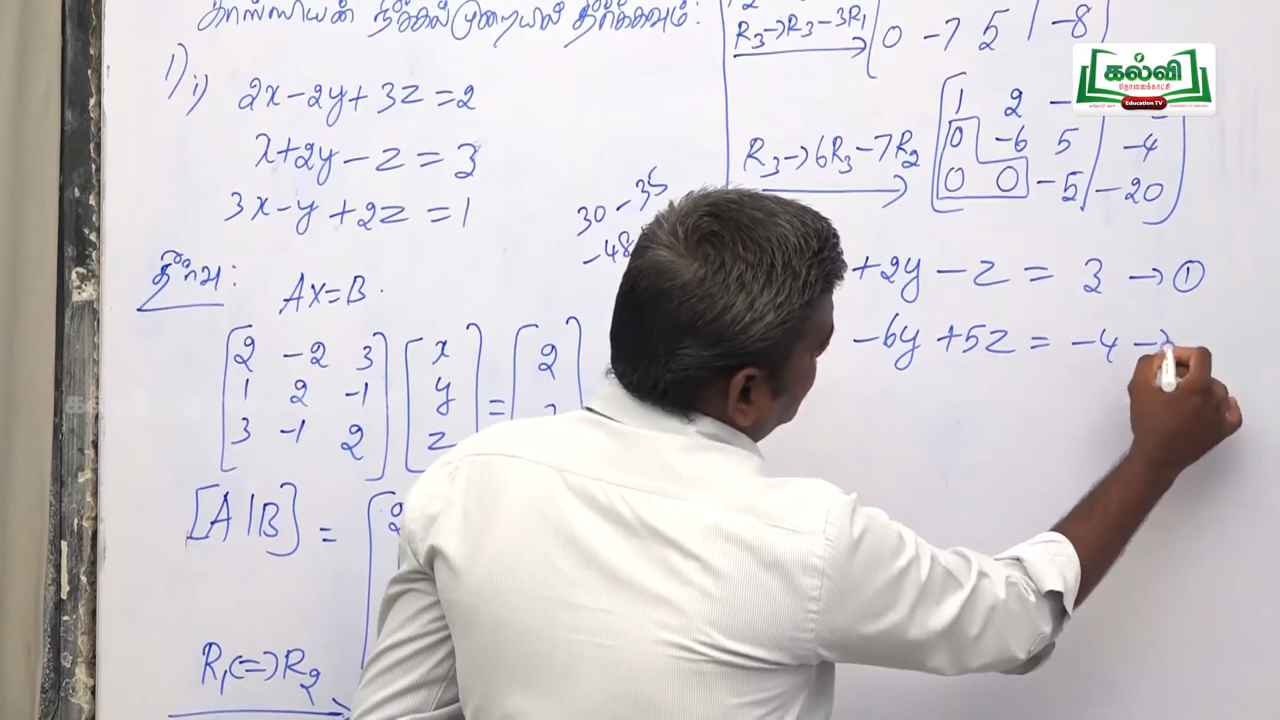 காஸ்ஸியன் நீக்கல் முறையில் தீர்க்கவும்:
1) i) 2x-2y+3z=2
x+2y-z=3
3x-y+2z=1
தீர்வு:
AX=B.
2 -2 3 x 2
1 2 -1 y =
3 -1 2 z
[A|B] =
R1<=>R2
30-35
-48
R3→R3-3R1 0 -7 5 | -8
1 2
0 -6 5 | -4
R3→6R3-7R2
0 0 -5 | -20
+2y-z=3 →①
-6y+5z=-4
கல்வி
தொலைக்காட்சி
Education TV